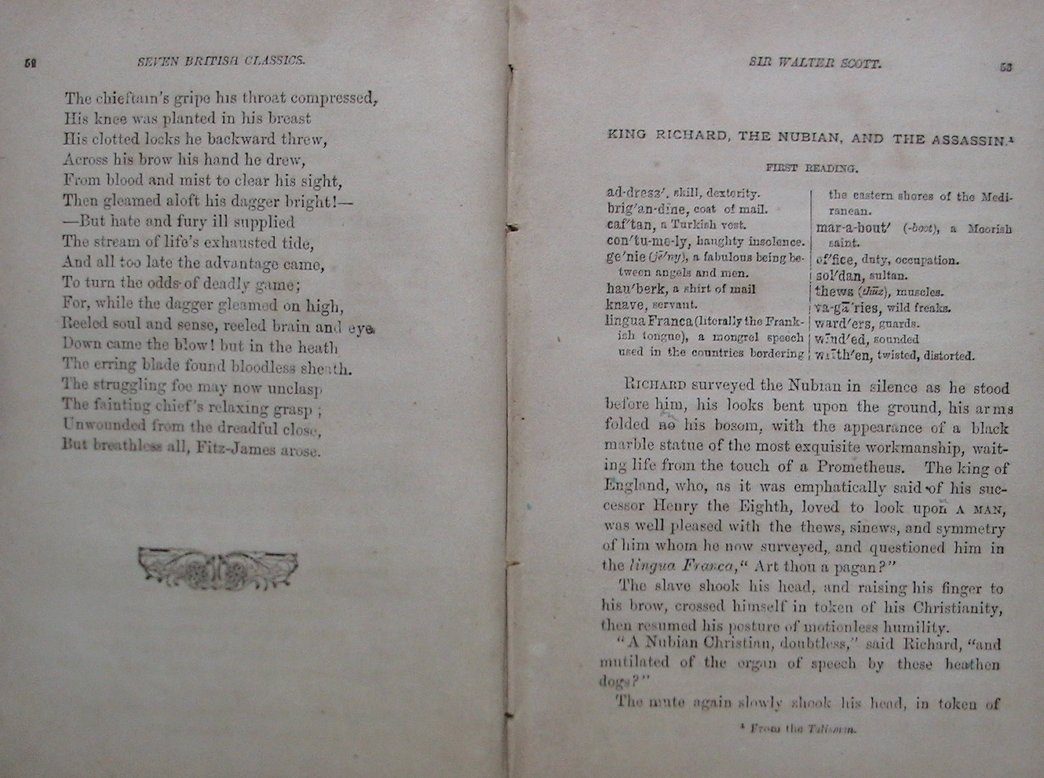 52
SEVEN BRITISH CLASSICS.
The chieftain's gripe his throat compressed,
His knee was planted in his breast
His clotted locks he backward threw,
Across his brow his hand he drew,
From blood and mist to clear his sight,
Then gleamed aloft his dagger bright!—
—But hate and fury ill supplied
The stream of life's exhausted tide,
And all too late the advantage came,
To turn the odds of deadly game;
For, while the dagger gleamed on high,
Reeled soul and sense, reeled brain and eye
Down came the blow! but in the heath
The erring blade found bloodless sheath.
The struggling foe may now unclasp
The fainting chief's relaxing grasp;
Unwounded from the dreadful close,
But breathless all, Fitz-James arose.
SIR WALTER SCOTT.
53
KING RICHARD, THE NUBIAN, AND THE ASSASSIN.¹
FIRST READING.
ad-dress', skill, dexterity.
brig'an-dine, coat of mail.
caf'tan, a Turkish vest.
con'tu-me-ly, haughty insolence.
ge'nie (jē'ny), a fabulous being be-
tween angels and men.
hau'berk, a shirt of mail
knave, servant.
lingua Franca (literally the Frank-
ish tongue), a mongrel speech
used in the countries bordering
the eastern shores of the Medi-
ranean.
mar-a-bout' (-boot), a Moorish
saint.
of'fice, duty, occupation.
sol'dan, sultan.
thews (thūz), muscles.
va-gā'ries, wild freaks.
ward'ers, guards.
wīnd'ed, sounded
wrīth'en, twisted, distorted.
RICHARD surveyed the Nubian in silence as he stood
before him, his looks bent upon the ground, his arms
folded no his bosom, with the appearance of a black
marble statue of the most exquisite workmanship, wait-
ing life from the touch of a Prometheus. The king of
England, who, as it was emphatically said of his suc-
cessor Henry the Eighth, loved to look upon A MAN,
was well pleased with the thews, sinews, and symmetry
of him whom he now surveyed, and questioned him in
the lingua Franca, “Art thou a pagan?”
The slave shook his head, and raising his finger to
his brow, crossed himself in token of his Christianity,
then resumed his posture of motionless humility.
“A Nubian Christian, doubtless,” said Richard, “and
mutilated of the organ of speech by these heathen
dogs?”
The mute again slowly shook his head, in token of
¹ From the Talisman.